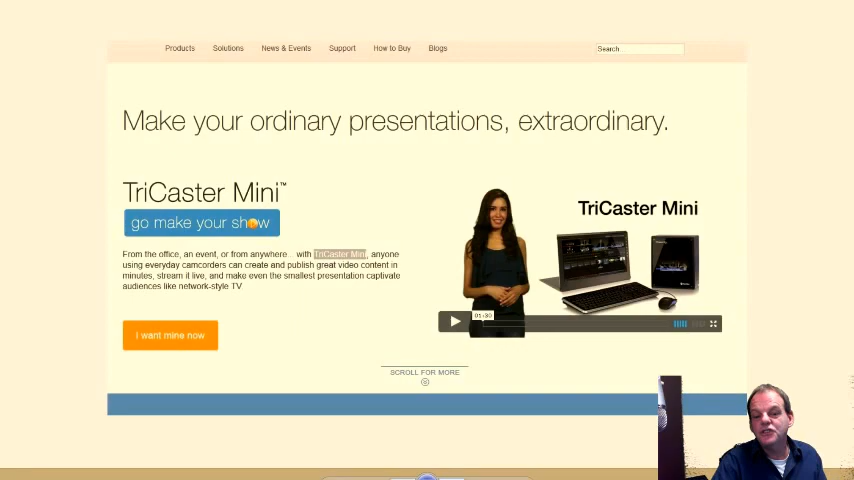 Products Solutions News & Events Support How to Buy Blogs Search...
Make your ordinary presentations, extraordinary.
TriCaster Mini™
go make your show
From the office, an event, or from anywhere... with TriCaster Mini, anyone
using everyday camcorders can create and publish great video content in
minutes, stream it live, and make even the smallest presentation captivate
audiences like network-style TV
I want mine now
TriCaster Mini
01:30
SCROLL FOR MORE